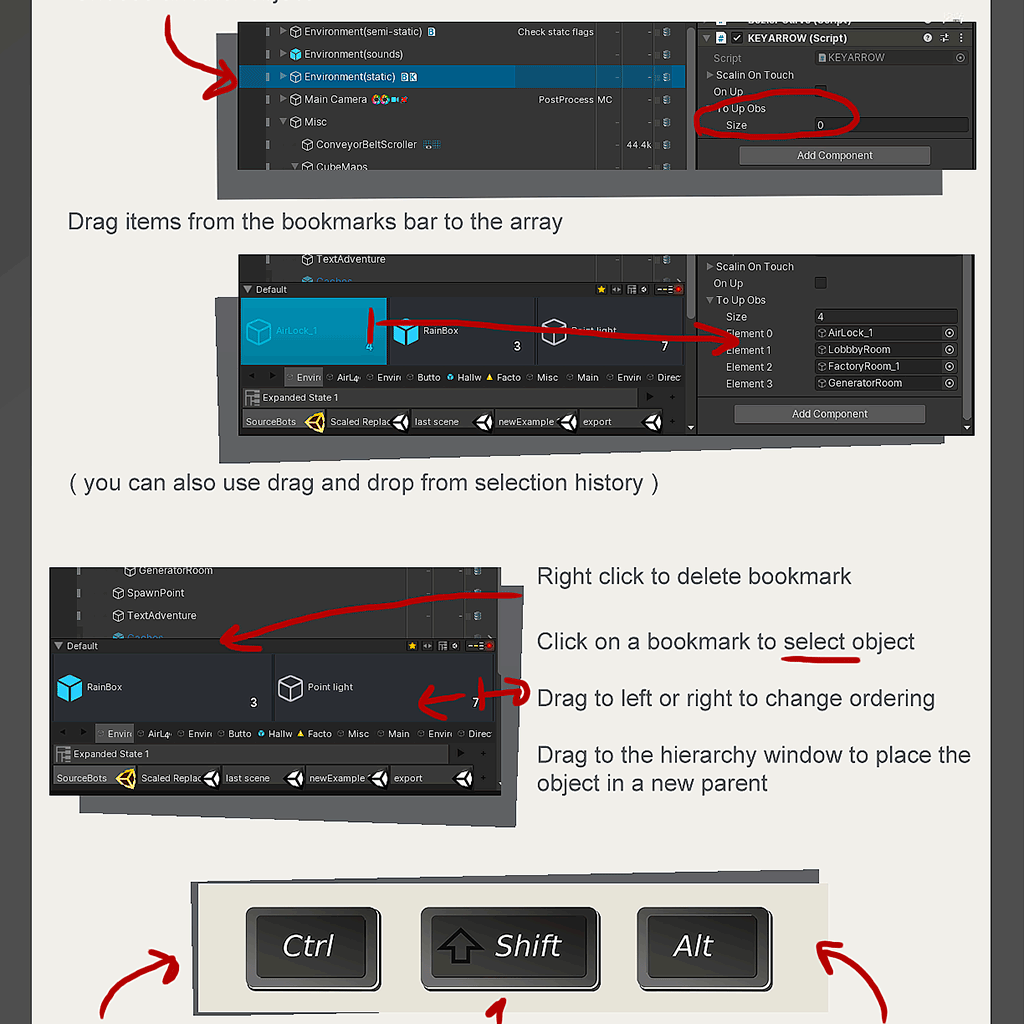 Environment(semi-static)
Check static flags
KEYARROW (Script)
Environment(sounds)
Script
KEYARROW
Environment(static)
Scalin On Touch
On Up
Main Camera
PostProcess MC
To Up Obs
Misc
Size 0
ConveyorBeltScroller
44.4k
Add Component
CubeMaps
Drag items from the bookmarks bar to the array
TextAdventure
Scalin On Touch
Caches
On Up
Default
To Up Obs
Size 4
AirLock_1
4
RainBox
3
Point light
7
Element 0 AirLock_1
Element 1 LobbbyRoom
Element 2 FactoryRoom_1
Element 3 GeneratorRoom
Envir AirL4 Envir Butto Hallw Facto Misc Main Envir Direc
Expanded State 1
Add Component
SourceBots Scaled Replac last scene newExample export
( you can also use drag and drop from selection history )
GeneratorRoom
SpawnPoint
TextAdventure
Caches
Default
RainBox
3
Point light
7
Envir AirL4 Envir Butto Hallw Facto Misc Main Envir Direc
Expanded State 1
SourceBots Scaled Replac last scene newExample export
Right click to delete bookmark
Click on a bookmark to select object
Drag to left or right to change ordering
Drag to the hierarchy window to place the
object in a new parent
Ctrl
Shift
Alt